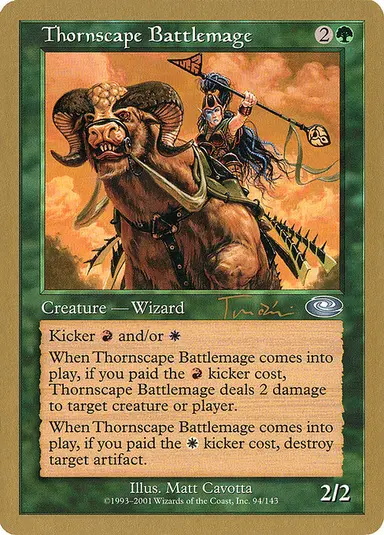 Thornscape Battlemage 2
Creature — Wizard
Kicker and/or
When Thornscape Battlemage comes into
play, if you paid the kicker cost,
Thornscape Battlemage deals 2 damage
to target creature or player.
When Thornscape Battlemage comes into
play, if you paid the kicker cost, destroy
target artifact.
Illus. Matt Cavotta
©1993–2001 Wizards of the Coast, Inc. 94/143
2/2